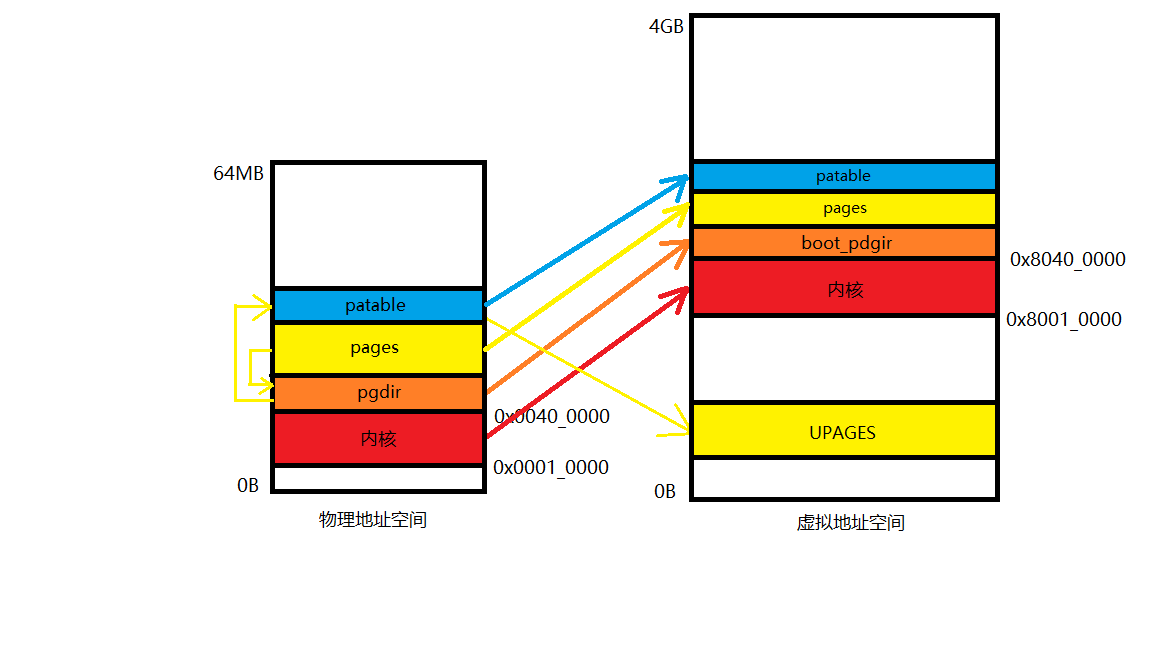 64MB
patable
pages
pgdir
0x0040_0000
内核
0x0001_0000
0B
物理地址空间
4GB
patable
pages
boot_pdgir
0x8040_0000
内核
0x8001_0000
UPAGES
0B
虚拟地址空间